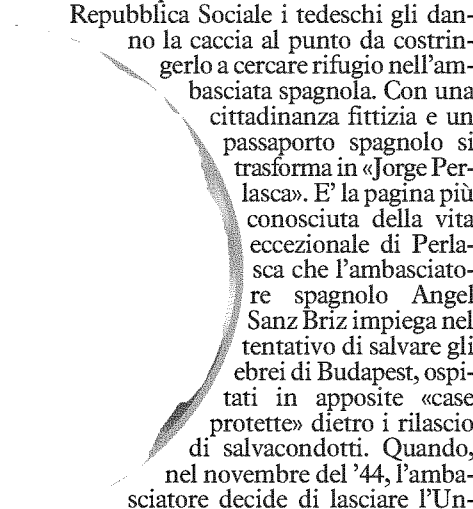 Repubblica Sociale i tedeschi gli dan-
no la caccia al punto da costrin-
gerlo a cercare rifugio nell'am-
basciata spagnola. Con una
cittadinanza fittizia e un
passaporto spagnolo si
trasforma in «Jorge Per-
lasca». E' la pagina più
conosciuta della vita
eccezionale di Perla-
sca che l'ambasciato-
re spagnolo Angel
Sanz Briz impiega nel
tentativo di salvare gli
ebrei di Budapest, ospi-
tati in apposite «case
protette» dietro i rilascio
di salvacondotti. Quando,
nel novembre del '44, l'amba-
sciatore decide di lasciare l'Un-